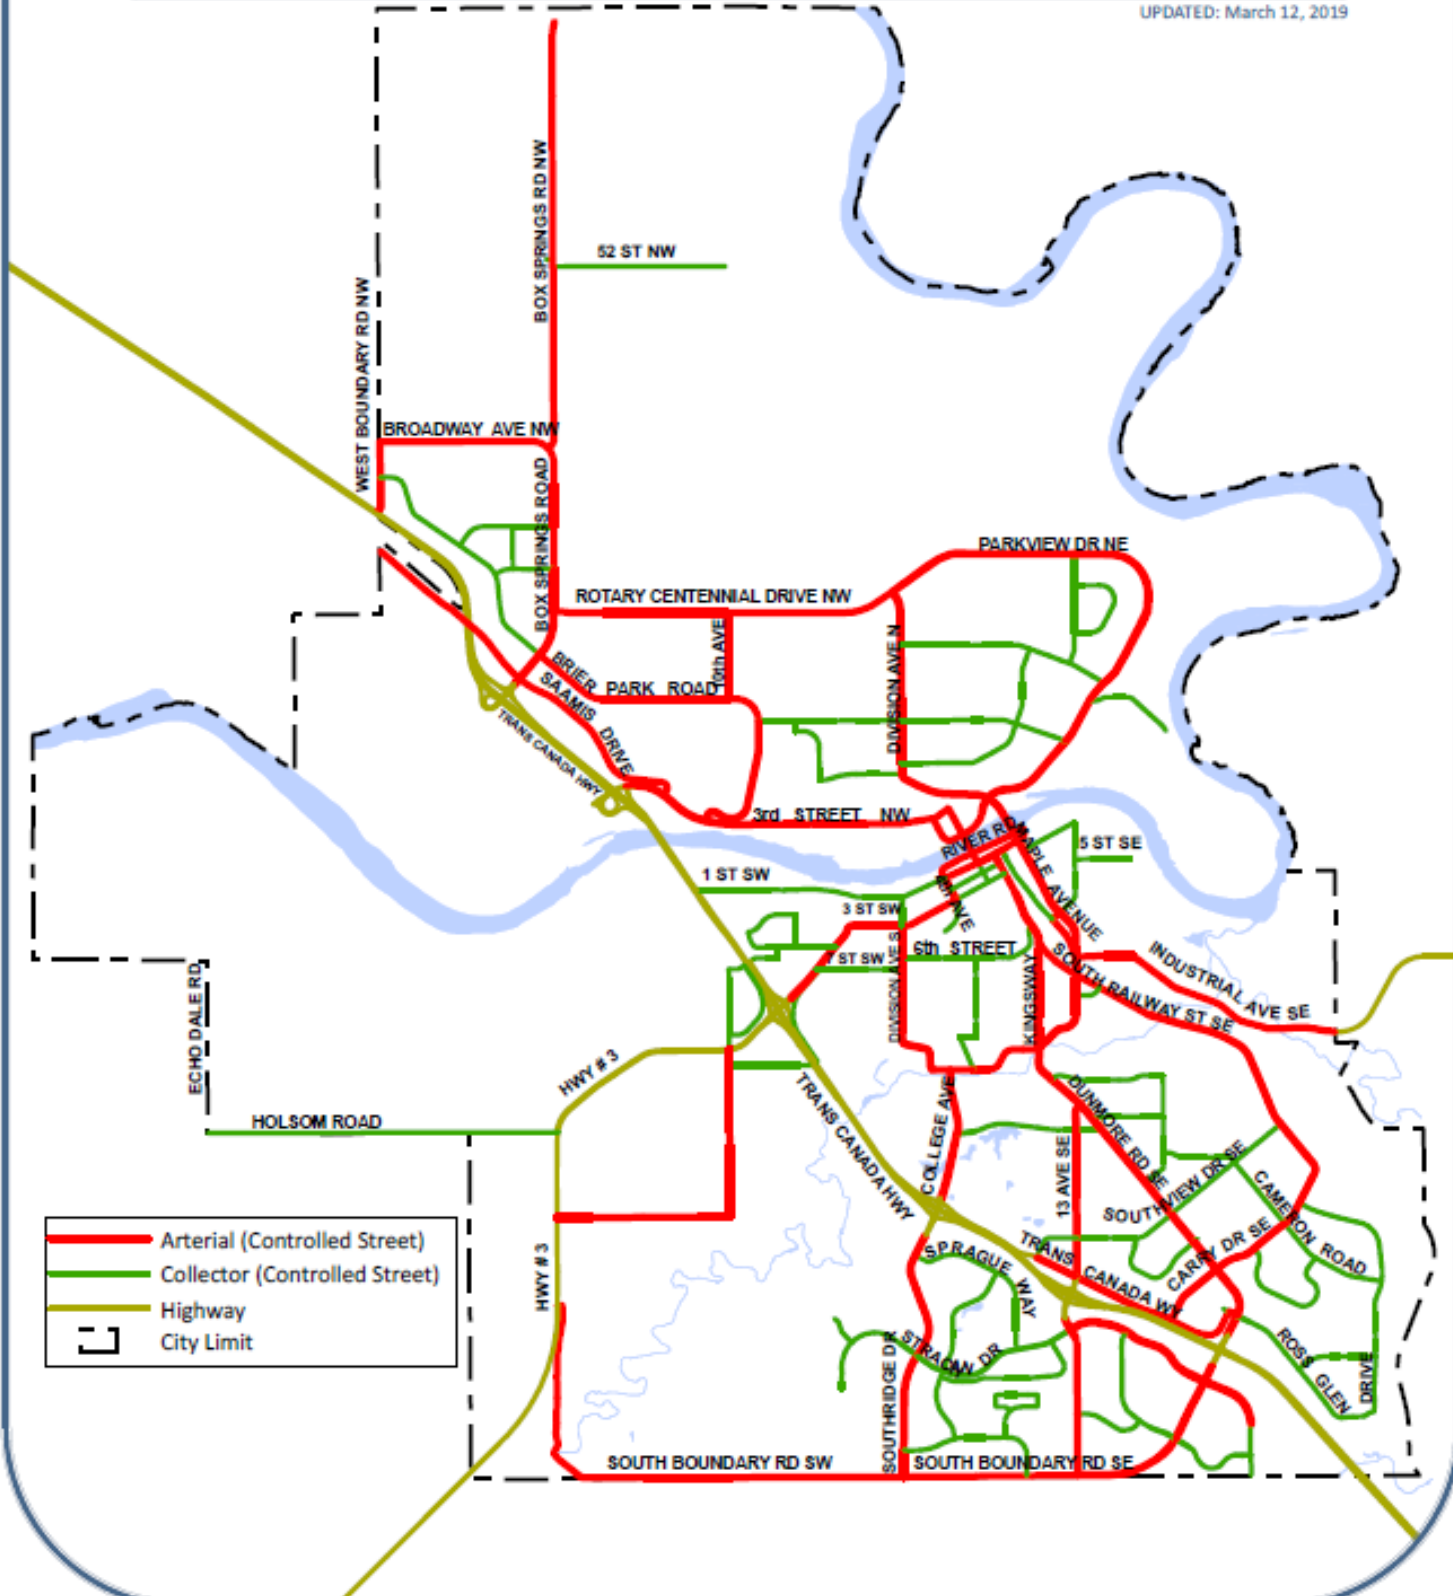 UPDATED: March 12, 2019
BOX SPRINGS RD NW
52 ST NW
WEST BOUNDARY RD NW
BROADWAY AVE NW
BOX SPRINGS ROAD
PARKVIEW DR NE
ROTARY CENTENNIAL DRIVE NW
10th AVE
DIVISION AVE N
BRIER PARK ROAD
SAAMIS DRIVE
TRANS CANADA HWY
3rd STREET NW
RIVER RD
MAPLE AVENUE
5 ST SE
1 ST SW
4th AVE
3 ST SW
6th STREET
7 ST SW
DIVISION AVE S
KINGSWAY
INDUSTRIAL AVE SE
SOUTH RAILWAY ST SE
ECHO DALE RD
HWY # 3
HOLSOM ROAD
TRANS CANADA HWY
COLLEGE AVE
DUNMORE RD SE
13 AVE SE
SOUTHVIEW DR SE
CAMERON ROAD
CARRY DR SE
SPRAGUE WAY
TRANS CANADA WY
HWY # 3
STRACHAN DR
SOUTHRIDGE DR
ROSS GLEN DRIVE
SOUTH BOUNDARY RD SW
SOUTH BOUNDARY RD SE
Arterial (Controlled Street)
Collector (Controlled Street)
Highway
City Limit